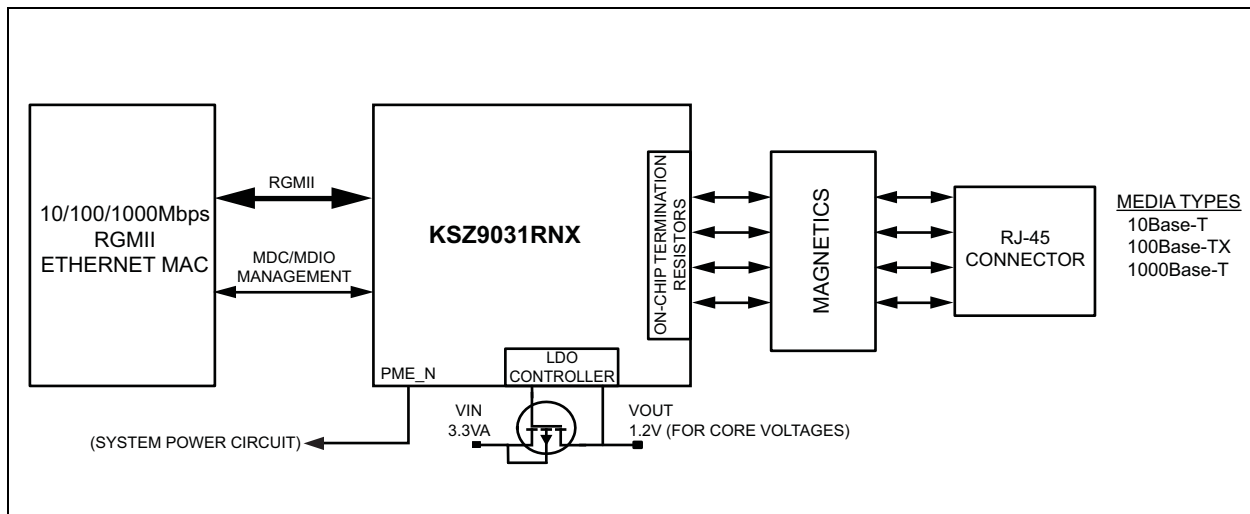 10/100/1000Mbps
RGMII
ETHERNET MAC
RGMII
MDC/MDIO
MANAGEMENT
KSZ9031RNX
ON-CHIP TERMINATION
RESISTORS
MAGNETICS
RJ-45
CONNECTOR
MEDIA TYPES
10Base-T
100Base-TX
1000Base-T
PME_N
LDO
CONTROLLER
(SYSTEM POWER CIRCUIT)
VIN
3.3VA
VOUT
1.2V (FOR CORE VOLTAGES)